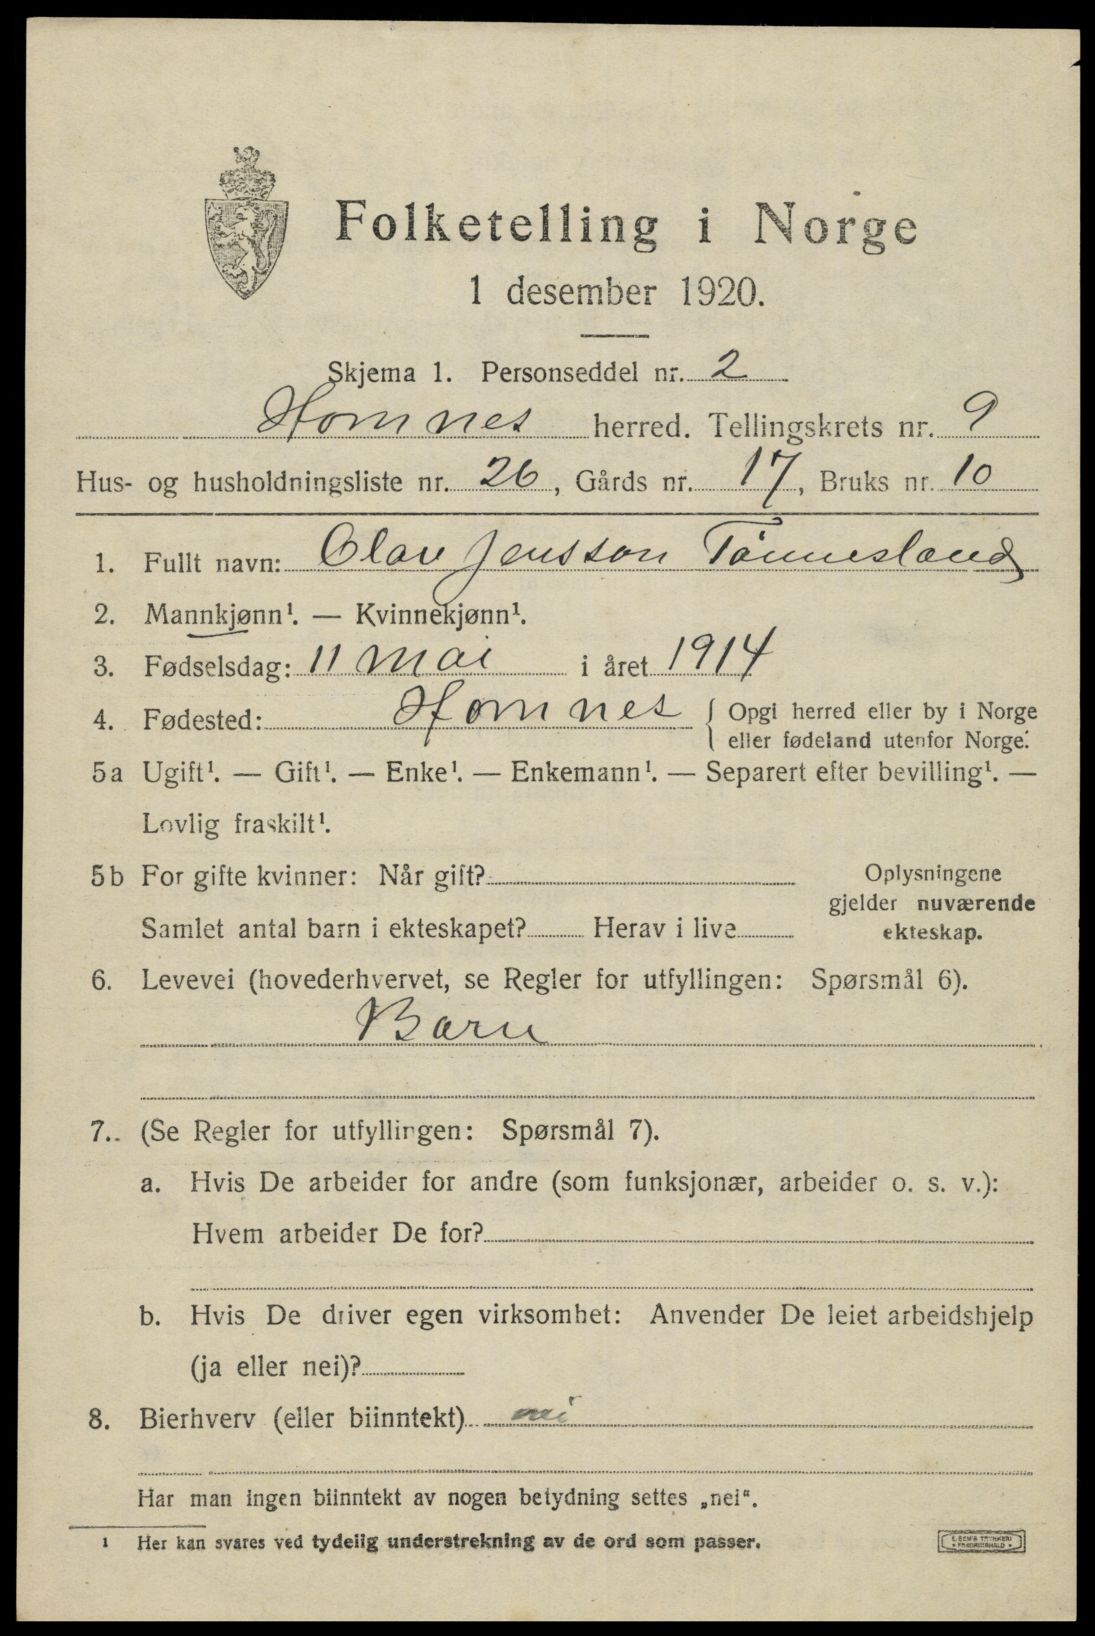 Folketelling i Norge
1 desember 1920.
Skjema 1. Personseddel nr. 2
Homnes herred. Tellingskrets nr. 9
Hus- og husholdningsliste nr. 26, Gårds nr. 17, Bruks nr. 10
1. Fullt navn: Olav Jensson Tönnesland
2. Mannkjønn¹. — Kvinnekjønn¹.
3. Fødselsdag: 11 mai i året 1914
4. Fødested: Homnes { Opgi herred eller by i Norge
eller fødeland utenfor Norge.
5a Ugift¹. — Gift¹. — Enke¹. — Enkemann¹. — Separert efter bevilling¹. —
Lovlig fraskilt¹.
5b For gifte kvinner: Når gift? Oplysningene
gjelder nuværende
Samlet antal barn i ekteskapet? Herav i live ekteskap.
6. Levevei (hovederhvervet, se Regler for utfyllingen: Spørsmål 6).
Barn
7. (Se Regler for utfyllingen: Spørsmål 7).
a. Hvis De arbeider for andre (som funksjonær, arbeider o. s. v.):
Hvem arbeider De for?
b. Hvis De driver egen virksomhet: Anvender De leiet arbeidshjelp
(ja eller nei)?
8. Bierhverv (eller biinntekt) nei
Har man ingen biinntekt av nogen betydning settes „nei“.
¹ Her kan svares ved tydelig understrekning av de ord som passer.